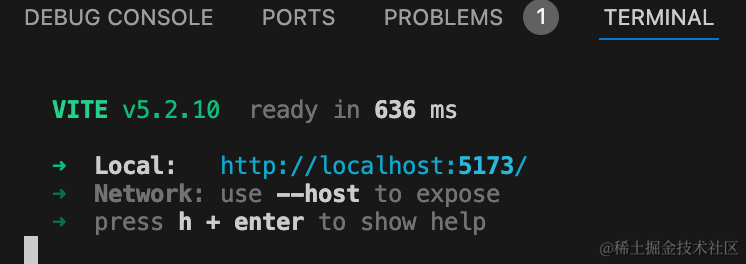 DEBUG CONSOLE PORTS PROBLEMS 1 TERMINAL
VITE v5.2.10 ready in 636 ms
➜ Local: http://localhost:5173/
➜ Network: use --host to expose
➜ press h + enter to show help
@稀土掘金技术社区